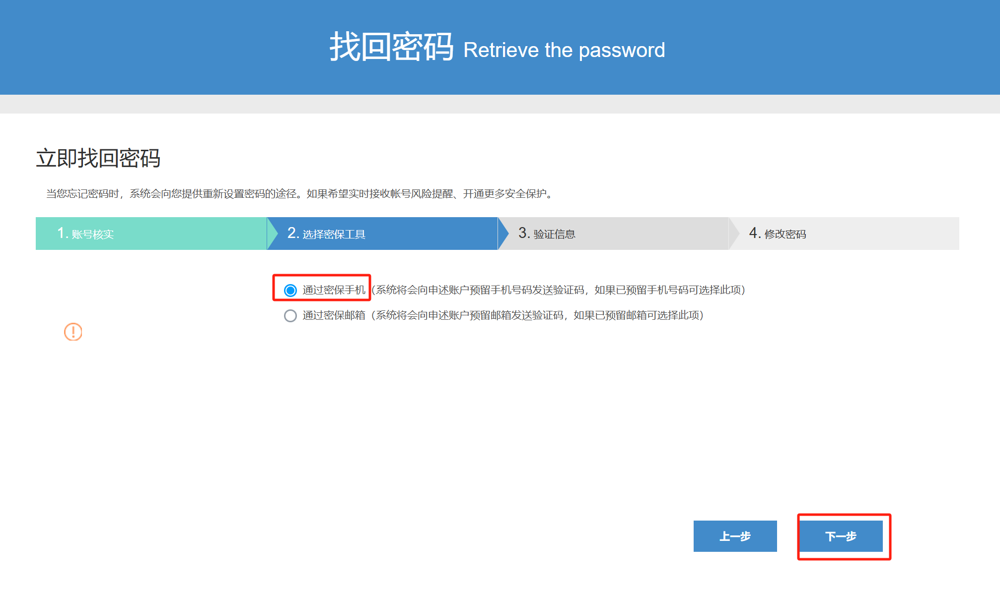 找回密码 Retrieve the password
立即找回密码
当您忘记密码时，系统会向您提供重新设置密码的途径。如果希望实时接收帐号风险提醒、开通更多安全保护。
1. 账号核实
2. 选择密保工具
3. 验证信息
4. 修改密码
通过密保手机（系统将会向申述账户预留手机号码发送验证码，如果已预留手机号码可选择此项）
通过密保邮箱（系统将会向申述账户预留邮箱发送验证码，如果已预留邮箱可选择此项）
上一步
下一步